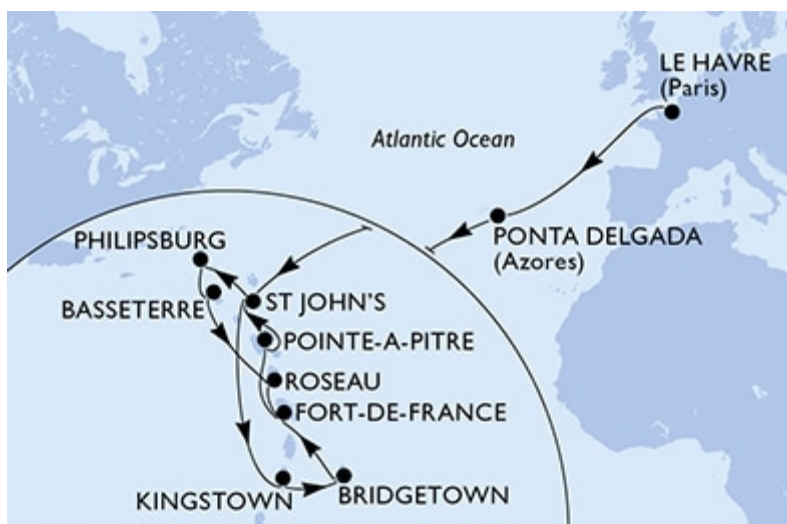 LE HAVRE
(Paris)
Atlantic Ocean
PONTA DELGADA
(Azores)
PHILIPSBURG
BASSETERRE
ST JOHN'S
POINTE-A-PITRE
ROSEAU
FORT-DE-FRANCE
KINGSTOWN
BRIDGETOWN